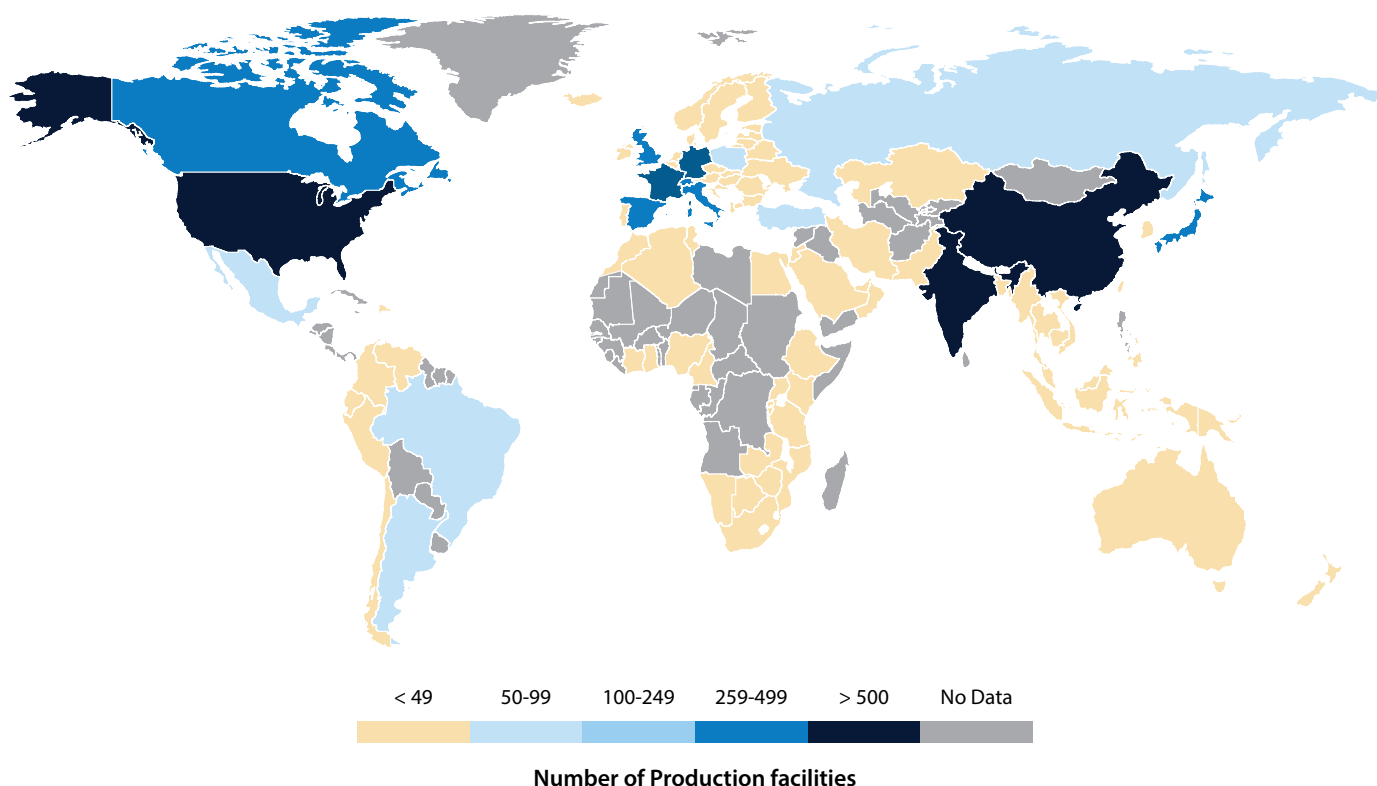 < 49 50-99 100-249 259-499 > 500 No Data
Number of Production facilities